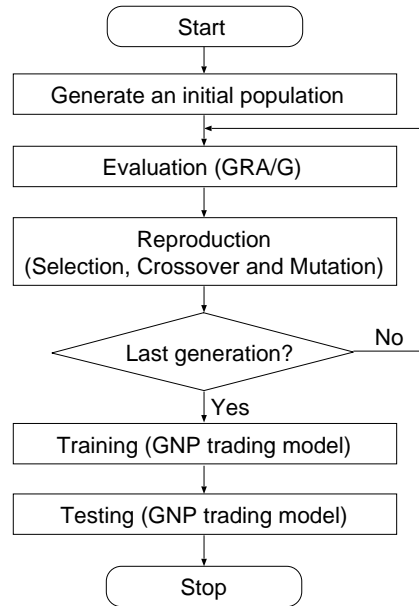 Start
Generate an initial population
Evaluation (GRA/G)
Reproduction
(Selection, Crossover and Mutation)
Last generation?
No
Yes
Training (GNP trading model)
Testing (GNP trading model)
Stop